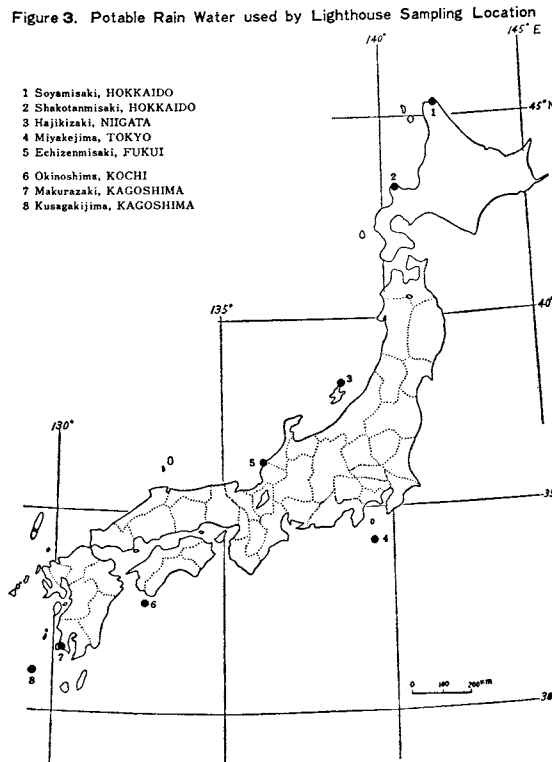 Figure 3. Potable Rain Water used by Lighthouse Sampling Location
140°
145° E
1 Soyamisaki, HOKKAIDO
2 Shakotanmisaki, HOKKAIDO
3 Hajikizaki, NIIGATA
4 Miyakejima, TOKYO
5 Echizenmisaki, FUKUI
6 Okinoshima, KOCHI
7 Makurazaki, KAGOSHIMA
8 Kusagakijima, KAGOSHIMA
1
45° N
2
135°
40°
3
130°
5
35
4
6
7
8
0 100 200 km
30